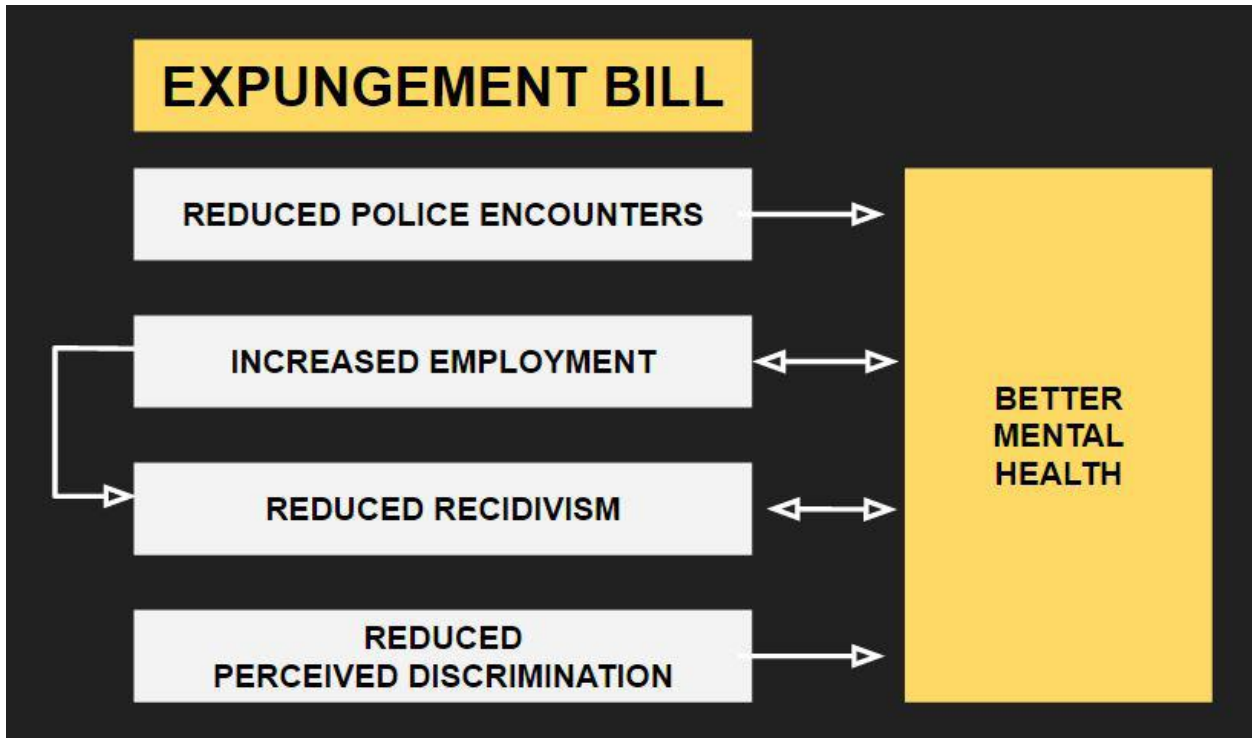 EXPUNGEMENT BILL
REDUCED POLICE ENCOUNTERS
INCREASED EMPLOYMENT
REDUCED RECIDIVISM
REDUCED
PERCEIVED DISCRIMINATION
BETTER
MENTAL
HEALTH